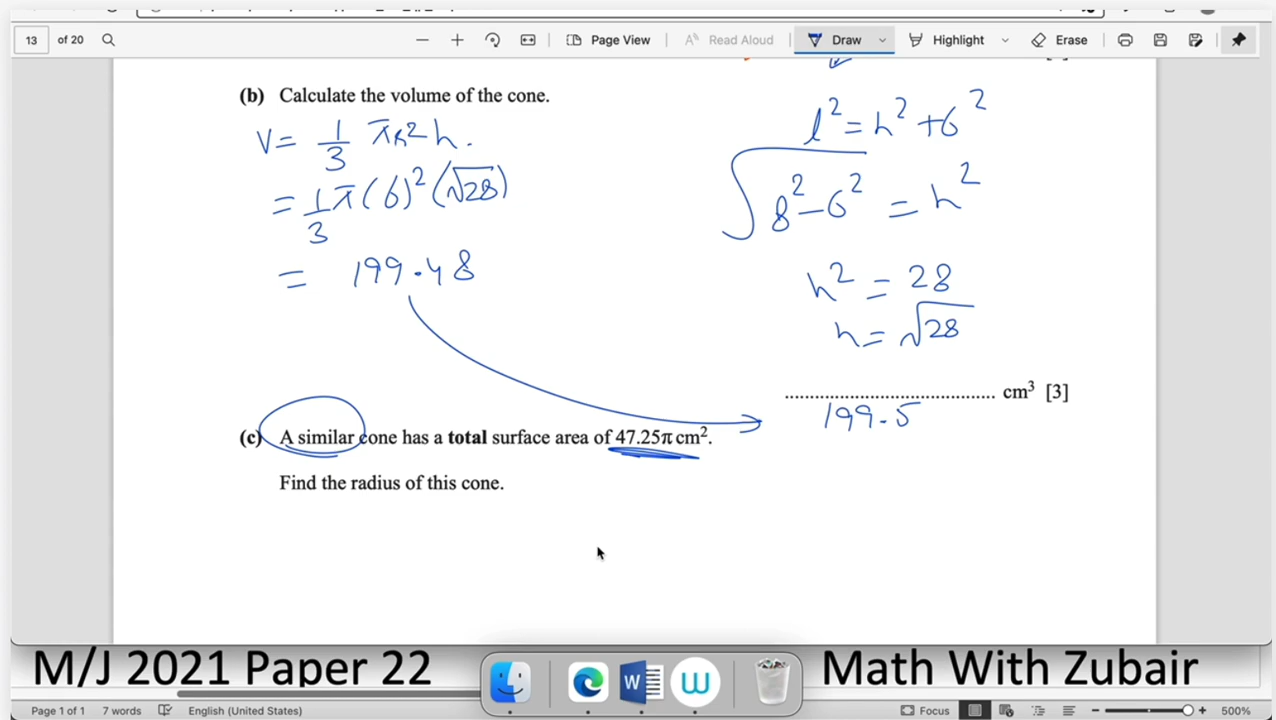 13 of 20 Page View Read Aloud Draw Highlight Erase
(b) Calculate the volume of the cone.
V = 1/3 πr²h.
= 1/3 π(6)²(√28)
= 199.48
l² = h² + 6²
8² − 6² = h²
h² = 28
h = √28
........................................ cm³ [3]
199.5
(c) A similar cone has a total surface area of 47.25π cm².
Find the radius of this cone.
M/J 2021 Paper 22
Math With Zubair
Page 1 of 1 7 words English (United States) Focus 500%